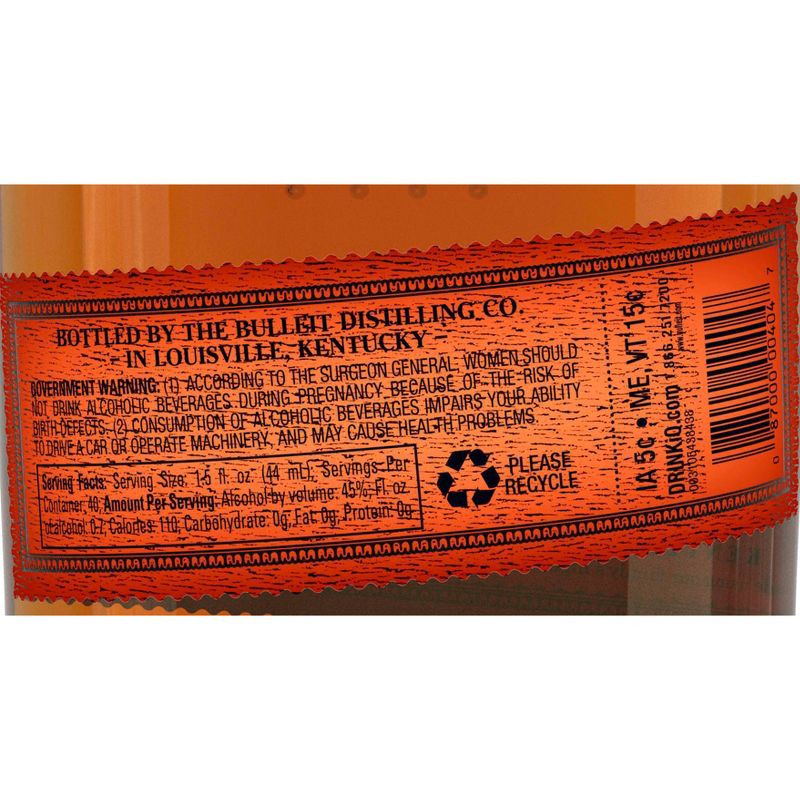 BOTTLED BY THE BULLEIT DISTILLING CO.
- IN LOUISVILLE, KENTUCKY -
GOVERNMENT WARNING: (1) ACCORDING TO THE SURGEON GENERAL, WOMEN SHOULD
NOT DRINK ALCOHOLIC BEVERAGES DURING PREGNANCY BECAUSE OF THE RISK OF
BIRTH DEFECTS. (2) CONSUMPTION OF ALCOHOLIC BEVERAGES IMPAIRS YOUR ABILITY
TO DRIVE A CAR OR OPERATE MACHINERY, AND MAY CAUSE HEALTH PROBLEMS.
Serving Facts: Serving Size: 1.5 fl. oz. (44 mL); Servings Per
Container: 40; Amount Per Serving: Alcohol by volume: 45%; Fl. oz.
of alcohol: 0.7; Calories: 110; Carbohydrate: 0g; Fat: 0g; Protein: 0g
PLEASE
RECYCLE
IA 5¢ • ME, VT 15¢
DRINKiQ.com
0 87000 00404 7